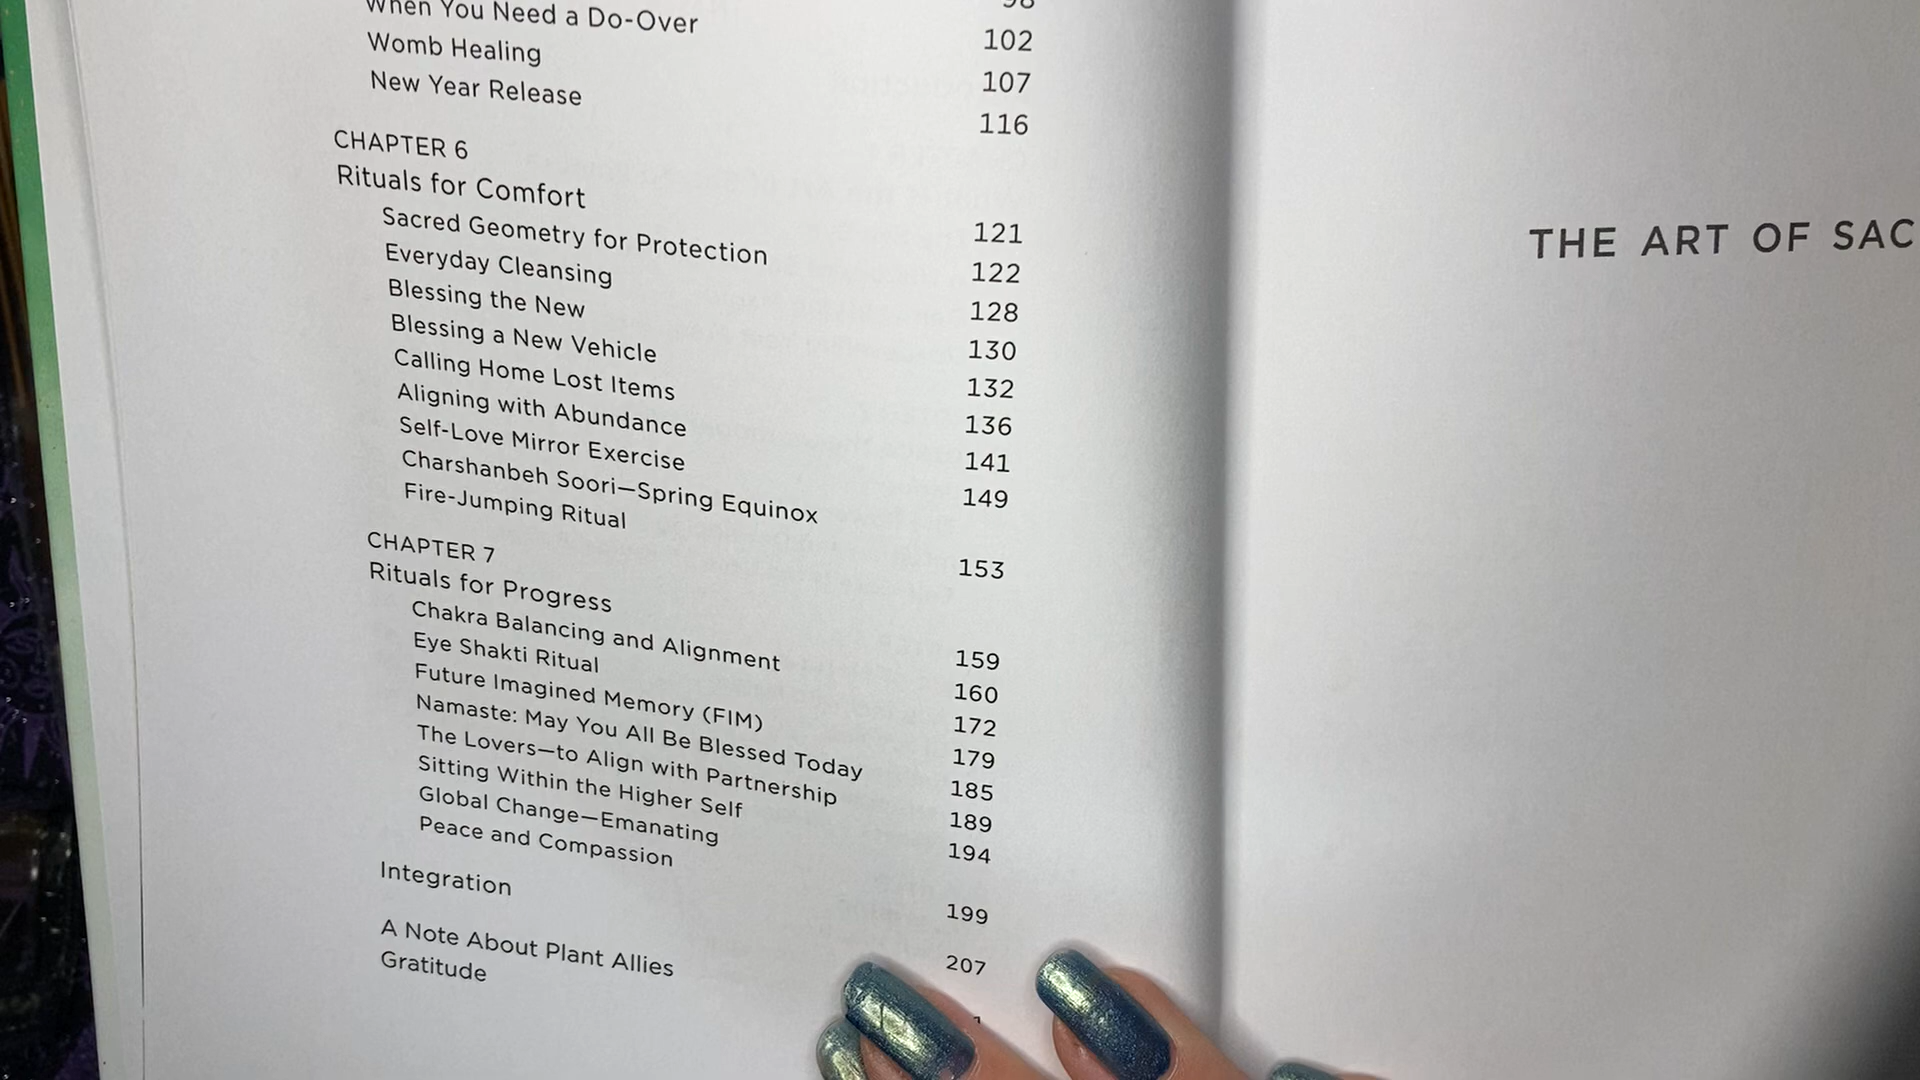 When You Need a Do-Over 102
Womb Healing 107
New Year Release 116
CHAPTER 6
Rituals for Comfort 121
Sacred Geometry for Protection 122
Everyday Cleansing 128
Blessing the New 130
Blessing a New Vehicle 132
Calling Home Lost Items 136
Aligning with Abundance 141
Self-Love Mirror Exercise 149
Charshanbeh Soori—Spring Equinox
Fire-Jumping Ritual 153
CHAPTER 7
Rituals for Progress 159
Chakra Balancing and Alignment 160
Eye Shakti Ritual 172
Future Imagined Memory (FIM) 179
Namaste: May You All Be Blessed Today 185
The Lovers—to Align with Partnership 189
Sitting Within the Higher Self 194
Global Change—Emanating
Peace and Compassion 199
Integration 207
A Note About Plant Allies
Gratitude
THE ART OF SAC